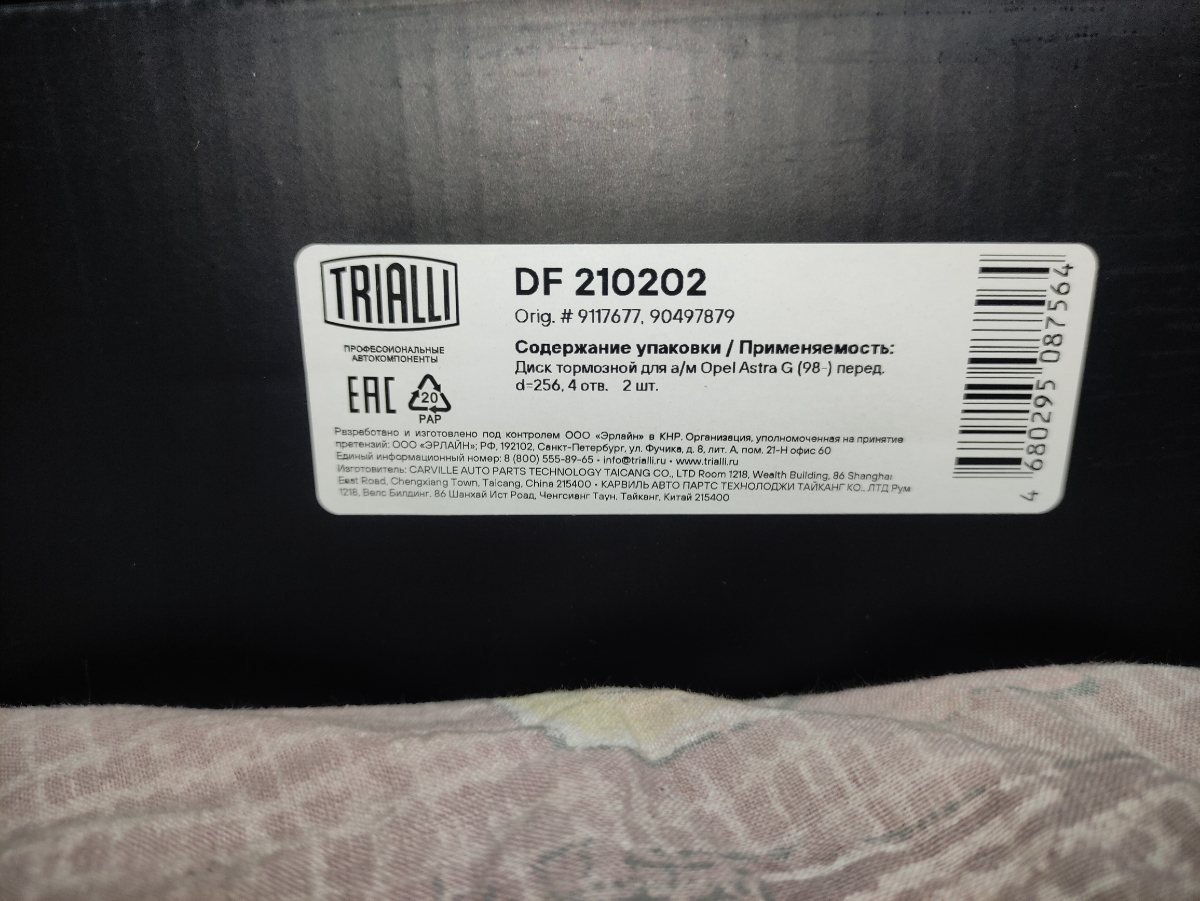 TRIALLI
ПРОФЕССИОНАЛЬНЫЕ
АВТОКОМПОНЕНТЫ
EAC
20
PAP
DF 210202
Orig. # 9117677, 90497879
Содержание упаковки / Применяемость:
Диск тормозной для а/м Opel Astra G (98-) перед.
d=256, 4 отв. 2 шт.
Разработано и изготовлено под контролем ООО «Эрлайн» в КНР. Организация, уполномоченная на принятие
претензий: ООО «ЭРЛАЙН»; РФ, 192102, Санкт-Петербург, ул. Фучика, д. 8, лит. А, пом. 21-Н офис 60
Единый информационный номер: 8 (800) 555-89-65 • info@trialli.ru • www.trialli.ru
Изготовитель: CARVILLE AUTO PARTS TECHNOLOGY TAICANG CO., LTD Room 1218, Wealth Building, 86 Shanghai
East Road, Chengxiang Town, Taicang, China 215400 • КАРВИЛЬ АВТО ПАРТС ТЕХНОЛОДЖИ ТАЙКАНГ КО., ЛТД Рум
1218, Велс Билдинг, 86 Шанхай Ист Роад, Ченгсианг Таун, Тайканг, Китай 215400
4 680295 087564